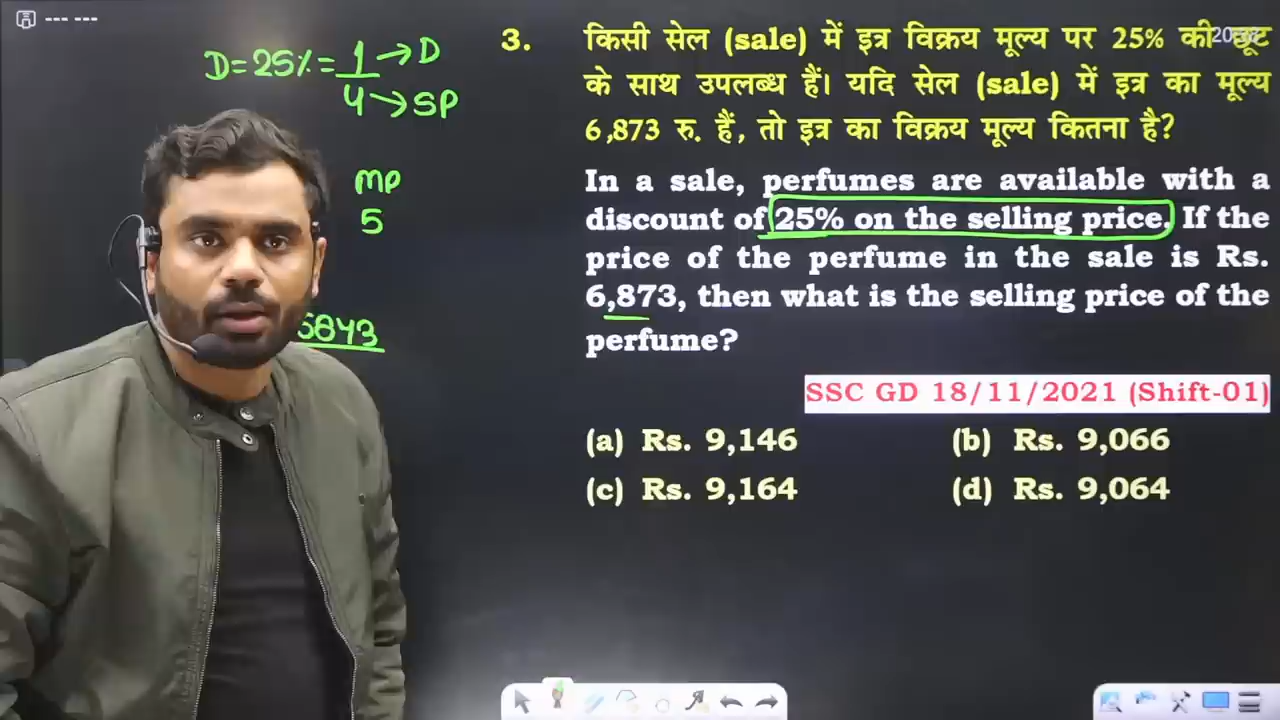 D=25%=1/4
1→D
4→SP
MP
5
5843
3.
किसी सेल (sale) में इत्र विक्रय मूल्य पर 25% की छूट
के साथ उपलब्ध हैं। यदि सेल (sale) में इत्र का मूल्य
6,873 रु. हैं, तो इत्र का विक्रय मूल्य कितना है?
In a sale, perfumes are available with a
discount of 25% on the selling price. If the
price of the perfume in the sale is Rs.
6,873, then what is the selling price of the
perfume?
SSC GD 18/11/2021 (Shift-01)
(a) Rs. 9,146 (b) Rs. 9,066
(c) Rs. 9,164 (d) Rs. 9,064